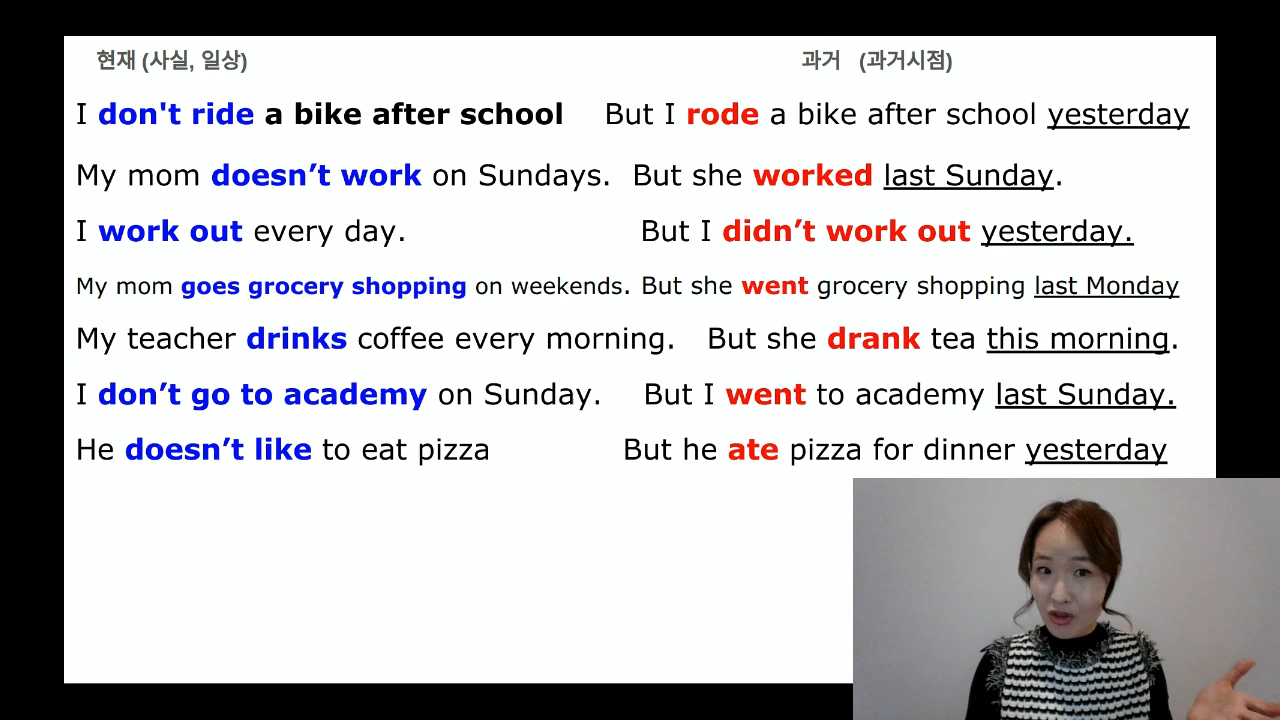 현재 (사실, 일상) 과거 (과거시점)
I don't ride a bike after school But I rode a bike after school yesterday
My mom doesn’t work on Sundays. But she worked last Sunday.
I work out every day. But I didn’t work out yesterday.
My mom goes grocery shopping on weekends. But she went grocery shopping last Monday
My teacher drinks coffee every morning. But she drank tea this morning.
I don’t go to academy on Sunday. But I went to academy last Sunday.
He doesn’t like to eat pizza But he ate pizza for dinner yesterday